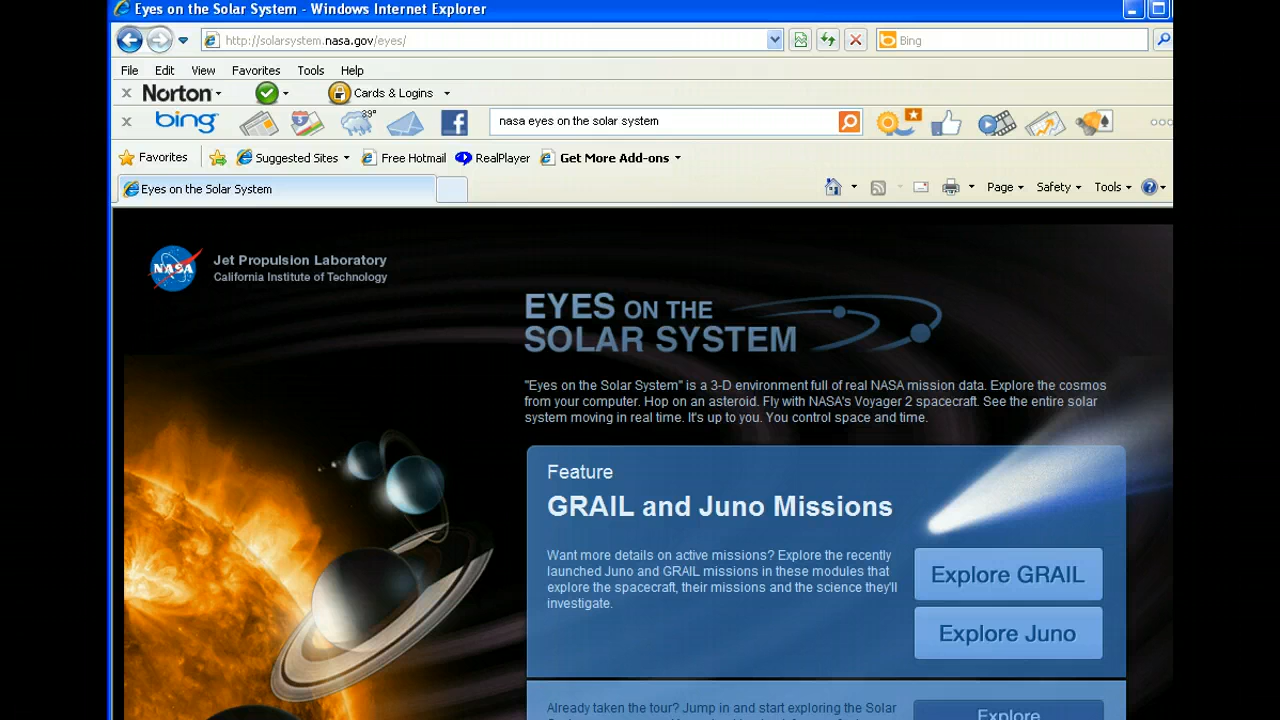 Eyes on the Solar System - Windows Internet Explorer
http://solarsystem.nasa.gov/eyes/
Bing
File Edit View Favorites Tools Help
x Norton Cards & Logins
x bing 89° nasa eyes on the solar system
Favorites Suggested Sites Free Hotmail RealPlayer Get More Add-ons
Eyes on the Solar System
Page Safety Tools
NASA
Jet Propulsion Laboratory
California Institute of Technology
EYES ON THE
SOLAR SYSTEM
"Eyes on the Solar System" is a 3-D environment full of real NASA mission data. Explore the cosmos
from your computer. Hop on an asteroid. Fly with NASA's Voyager 2 spacecraft. See the entire solar
system moving in real time. It's up to you. You control space and time.
Feature
GRAIL and Juno Missions
Want more details on active missions? Explore the recently
launched Juno and GRAIL missions in these modules that
explore the spacecraft, their missions and the science they'll
investigate.
Explore GRAIL
Explore Juno
Already taken the tour? Jump in and start exploring the Solar
Explore